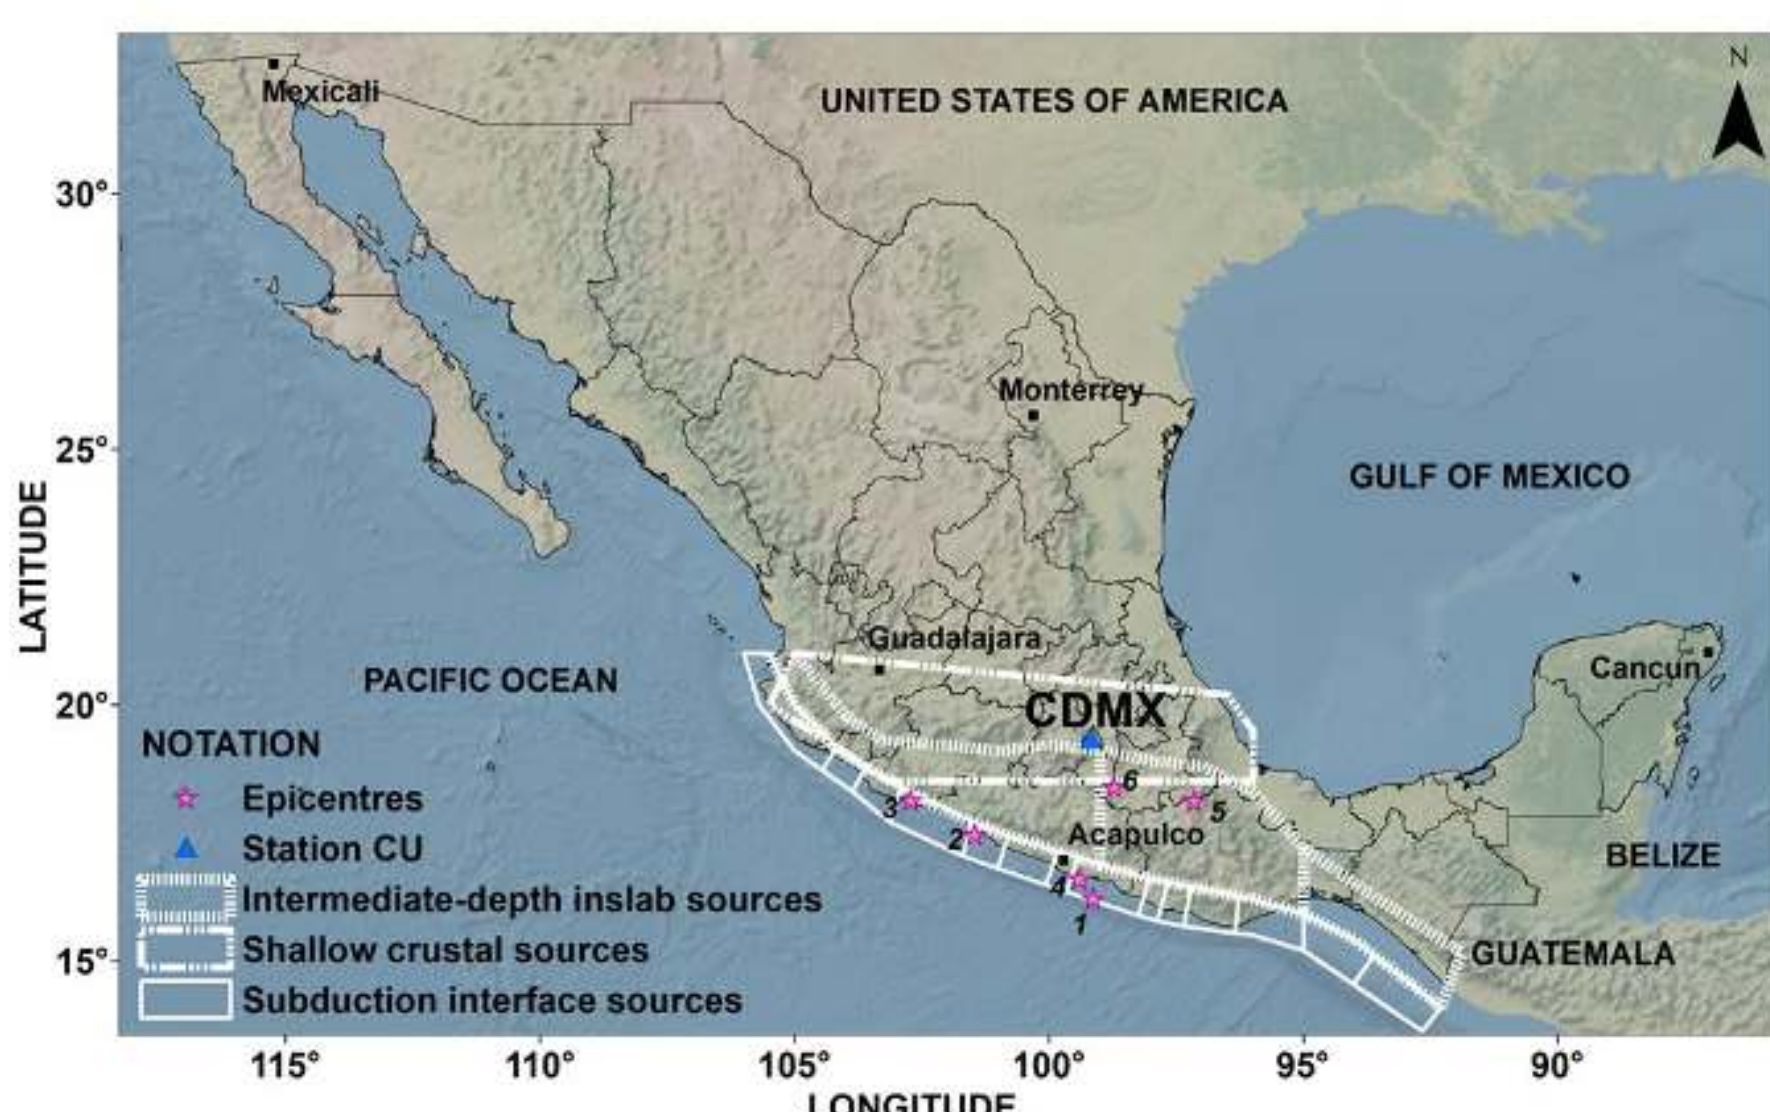 N
Mexicali
UNITED STATES OF AMERICA
30°
Monterrey
25°
GULF OF MEXICO
LATITUDE
Guadalajara
Cancun
PACIFIC OCEAN
20°
CDMX
NOTATION
Epicentres
6
3
5
Station CU
2
Acapulco
BELIZE
4
Intermediate-depth inslab sources
1
Shallow crustal sources
GUATEMALA
15°
Subduction interface sources
115°
110°
105°
100°
95°
90°
LONGITUDE